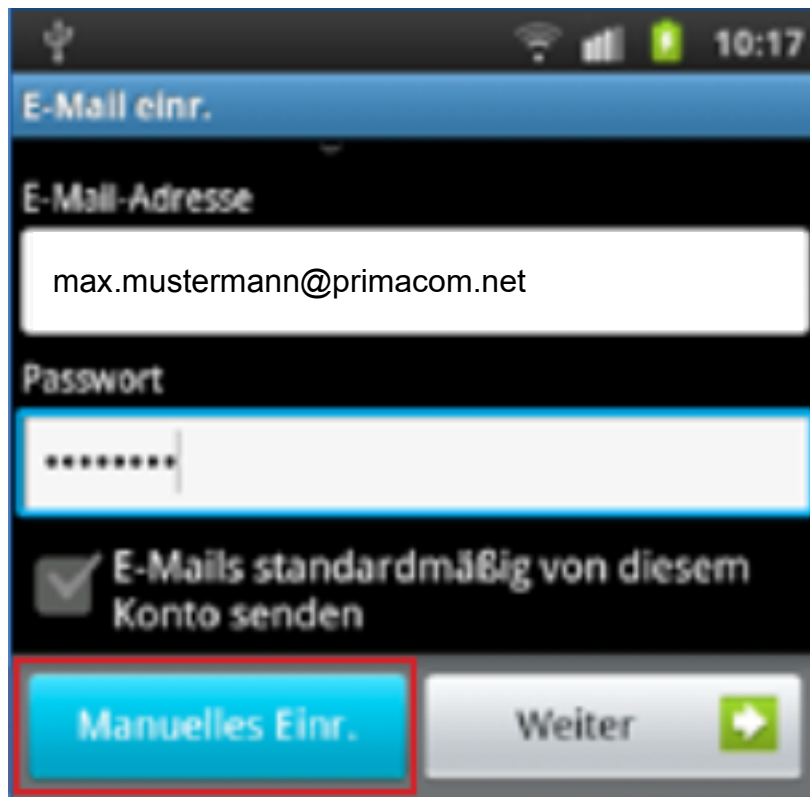 10:17
E-Mail einr.
E-Mail-Adresse
max.mustermann@primacom.net
Passwort
••••••••
E-Mails standardmäßig von diesem
Konto senden
Manuelles Einr.
Weiter